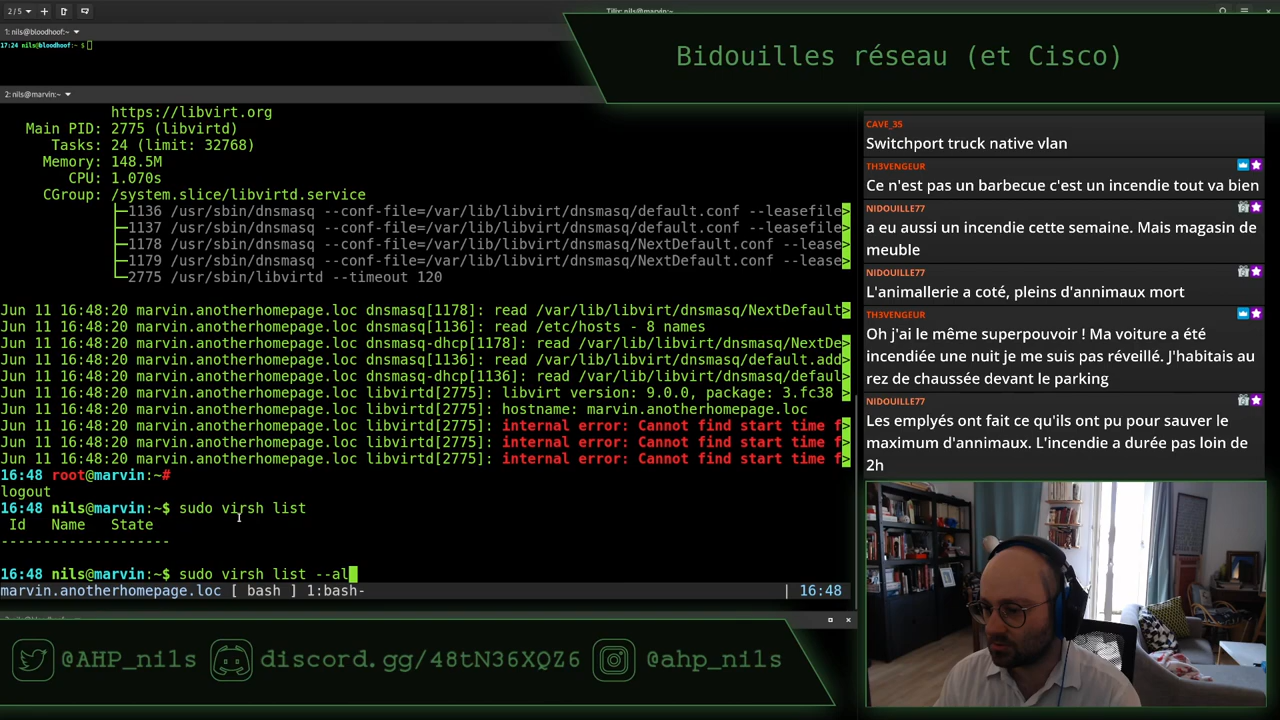 2 / 5
Tilix: nils@marvin:~
1: nils@bloodhoof:~
17:24 nils@bloodhoof:~ $
Bidouilles réseau (et Cisco)
2: nils@marvin:~
https://libvirt.org
Main PID: 2775 (libvirtd)
Tasks: 24 (limit: 32768)
Memory: 148.5M
CPU: 1.070s
CGroup: /system.slice/libvirtd.service
├─1136 /usr/sbin/dnsmasq --conf-file=/var/lib/libvirt/dnsmasq/default.conf --leasefile>
├─1137 /usr/sbin/dnsmasq --conf-file=/var/lib/libvirt/dnsmasq/default.conf --leasefile>
├─1178 /usr/sbin/dnsmasq --conf-file=/var/lib/libvirt/dnsmasq/NextDefault.conf --lease>
├─1179 /usr/sbin/dnsmasq --conf-file=/var/lib/libvirt/dnsmasq/NextDefault.conf --lease>
└─2775 /usr/sbin/libvirtd --timeout 120
Jun 11 16:48:20 marvin.anotherhomepage.loc dnsmasq[1178]: read /var/lib/libvirt/dnsmasq/NextDefault>
Jun 11 16:48:20 marvin.anotherhomepage.loc dnsmasq[1136]: read /etc/hosts - 8 names
Jun 11 16:48:20 marvin.anotherhomepage.loc dnsmasq-dhcp[1178]: read /var/lib/libvirt/dnsmasq/NextDe>
Jun 11 16:48:20 marvin.anotherhomepage.loc dnsmasq[1136]: read /var/lib/libvirt/dnsmasq/default.add>
Jun 11 16:48:20 marvin.anotherhomepage.loc dnsmasq-dhcp[1136]: read /var/lib/libvirt/dnsmasq/defaul>
Jun 11 16:48:20 marvin.anotherhomepage.loc libvirtd[2775]: libvirt version: 9.0.0, package: 3.fc38 >
Jun 11 16:48:20 marvin.anotherhomepage.loc libvirtd[2775]: hostname: marvin.anotherhomepage.loc
Jun 11 16:48:20 marvin.anotherhomepage.loc libvirtd[2775]: internal error: Cannot find start time f>
Jun 11 16:48:20 marvin.anotherhomepage.loc libvirtd[2775]: internal error: Cannot find start time f>
Jun 11 16:48:20 marvin.anotherhomepage.loc libvirtd[2775]: internal error: Cannot find start time f>
16:48 root@marvin:~#
logout
16:48 nils@marvin:~$ sudo virsh list
Id Name State
--------------------
16:48 nils@marvin:~$ sudo virsh list --al
marvin.anotherhomepage.loc [ bash ] 1:bash- | 16:48
CAVE_35
Switchport truck native vlan
TH3VENGEUR
Ce n'est pas un barbecue c'est un incendie tout va bien
NIDOUILLE77
a eu aussi un incendie cette semaine. Mais magasin de
meuble
NIDOUILLE77
L'animallerie a coté, pleins d'annimaux mort
TH3VENGEUR
Oh j'ai le même superpouvoir ! Ma voiture a été
incendiée une nuit je me suis pas réveillé. J'habitais au
rez de chaussée devant le parking
NIDOUILLE77
Les emplyés ont fait ce qu'ils ont pu pour sauver le
maximum d'annimaux. L'incendie a durée pas loin de
2h
@AHP_nils discord.gg/48tN36XQZ6 @ahp_nils